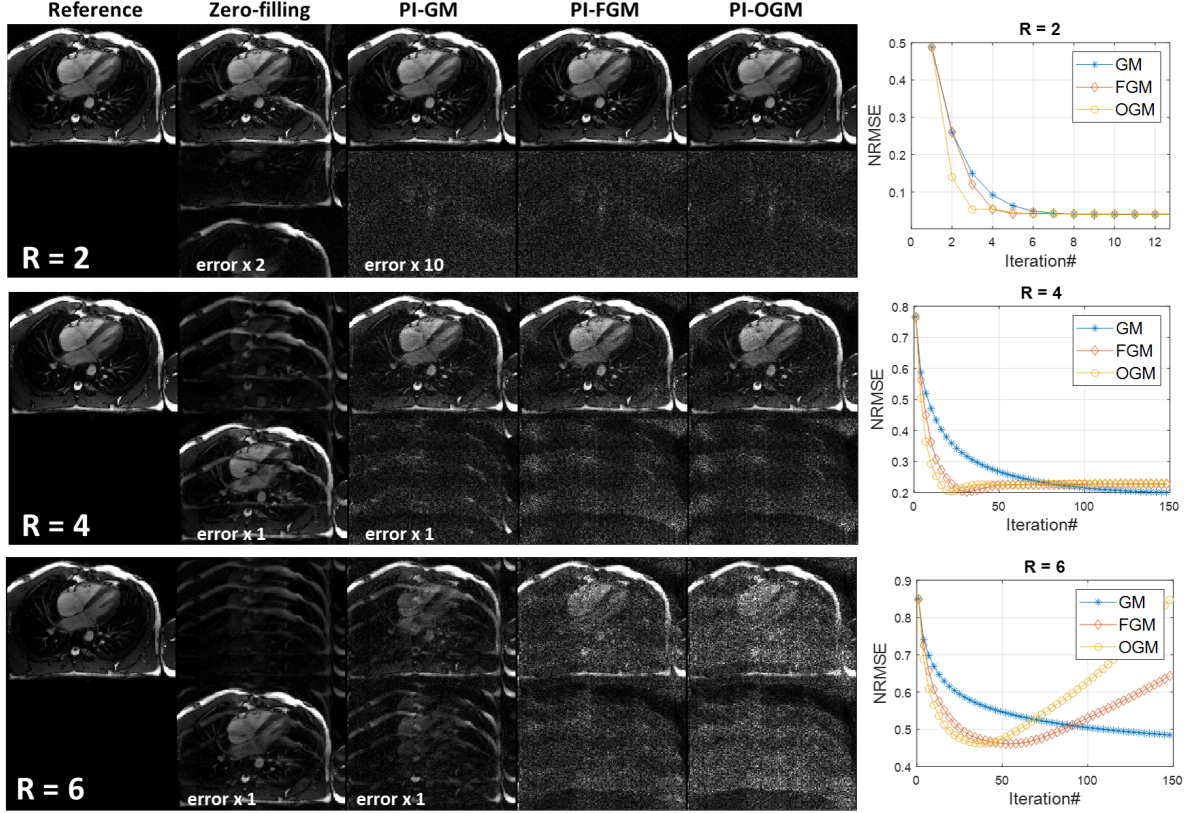 Reference Zero-filling PI-GM PI-FGM PI-OGM
R = 2
error x 2
error x 10
R = 2
GM
FGM
OGM
0.5
0.4
0.3
0.2
0.1
NRMSE
0 2 4 6 8 10 12
Iteration#
R = 4
error x 1
error x 1
R = 4
GM
FGM
OGM
0.8
0.7
0.6
0.5
0.4
0.3
0.2
NRMSE
0 50 100 150
Iteration#
R = 6
error x 1
error x 1
R = 6
GM
FGM
OGM
0.9
0.8
0.7
0.6
0.5
0.4
NRMSE
0 50 100 150
Iteration#